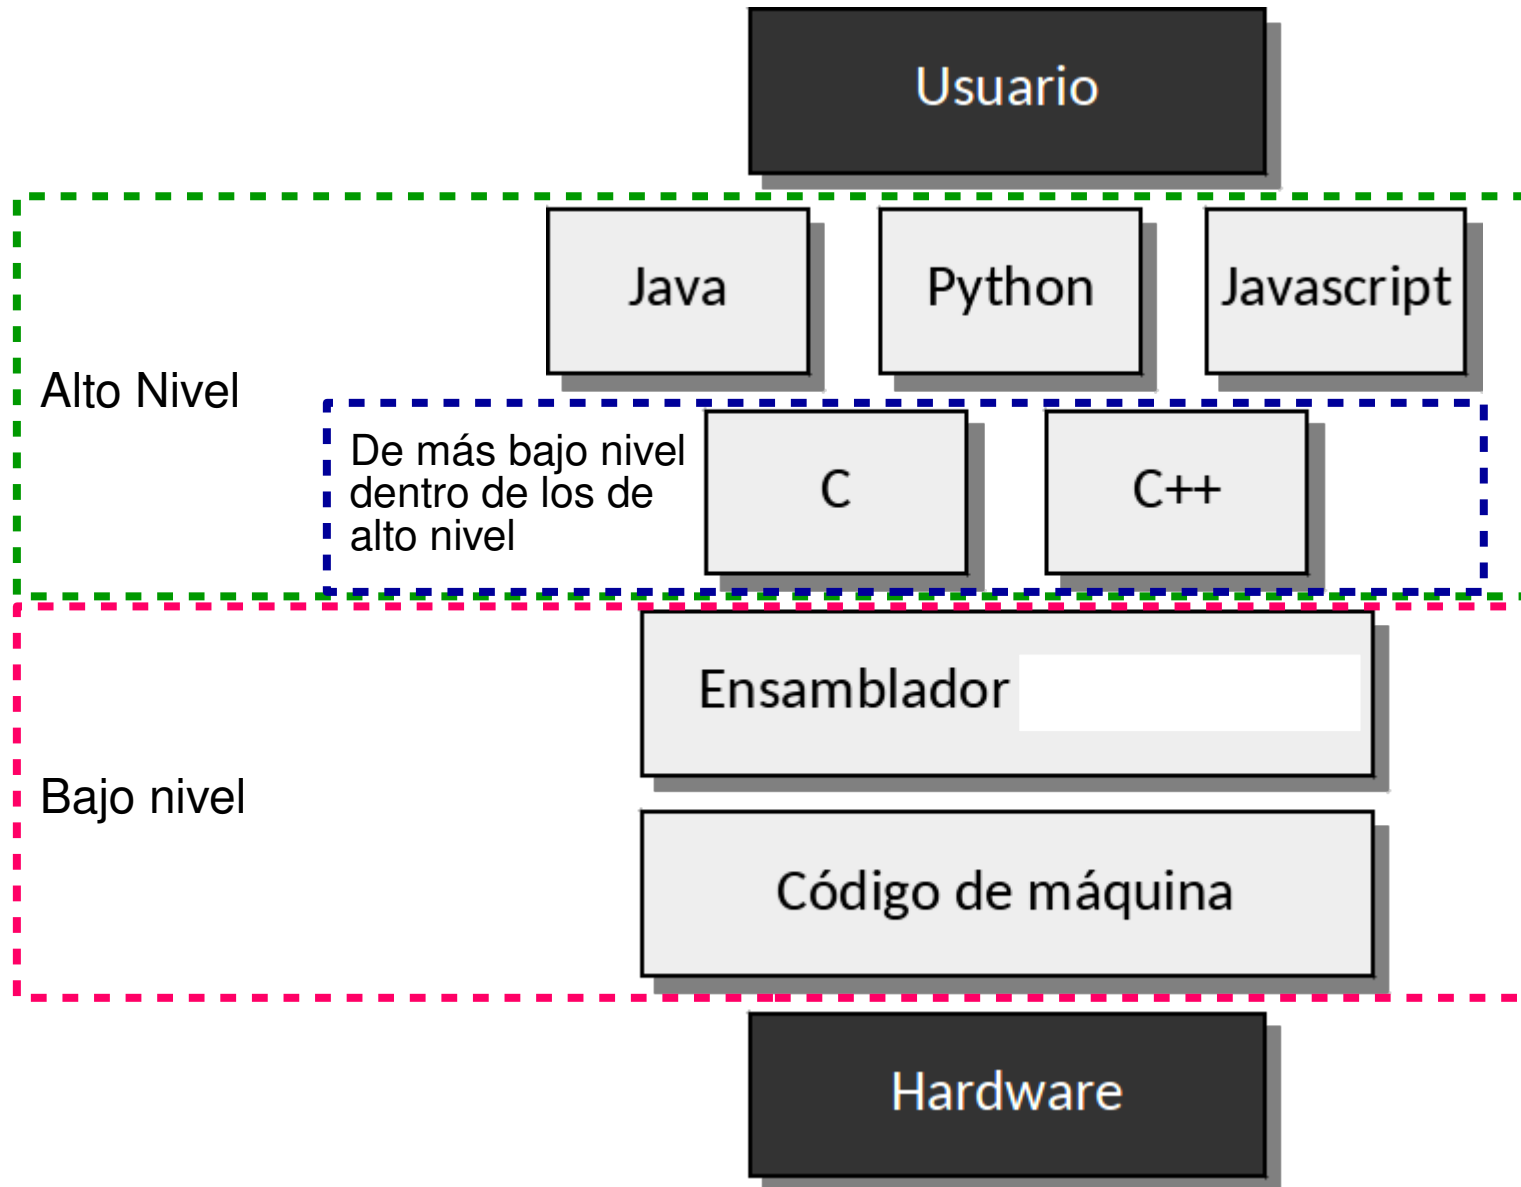 Usuario
Java
Python
Javascript
Alto Nivel
De más bajo nivel
dentro de los de
alto nivel
C
C++
Ensamblador
Bajo nivel
Código de máquina
Hardware